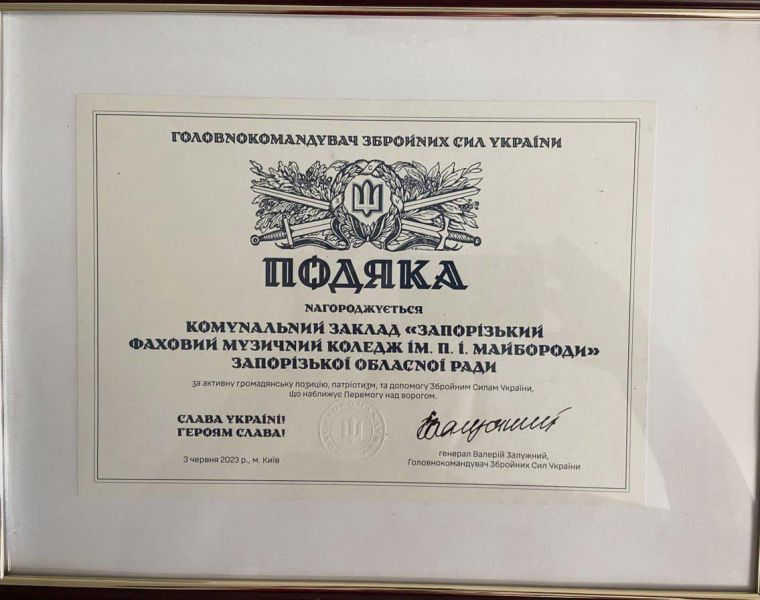 ГОЛОВНОКОМАНДУВАЧ ЗБРОЙНИХ СИЛ УКРАЇНИ
ПОДЯКА
НАГОРОДЖУЄТЬСЯ
КОМУНАЛЬНИЙ ЗАКЛАД «ЗАПОРІЗЬКИЙ
ФАХОВИЙ МУЗИЧНИЙ КОЛЕДЖ ІМ. П. І. МАЙБОРОДИ»
ЗАПОРІЗЬКОЇ ОБЛАСНОЇ РАДИ
за активну громадянську позицію, патріотизм, та допомогу Збройним Силам України,
що наближує Перемогу над ворогом.
СЛАВА УКРАЇНІ!
ГЕРОЯМ СЛАВА!
3 червня 2023 р., м. Київ
Залужний
генерал Валерій Залужний,
Головнокомандувач Збройних Сил України